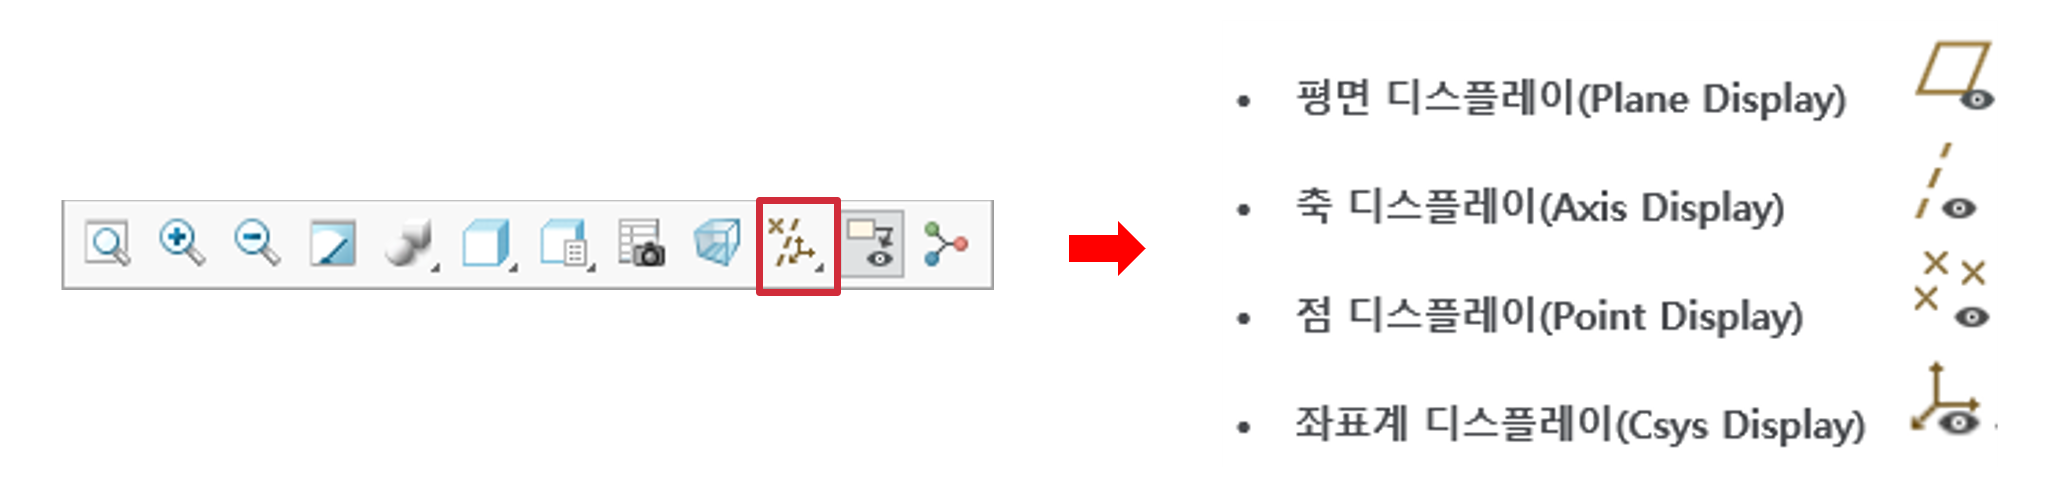 • 평면 디스플레이(Plane Display)
• 축 디스플레이(Axis Display)
• 점 디스플레이(Point Display)
• 좌표계 디스플레이(Csys Display)